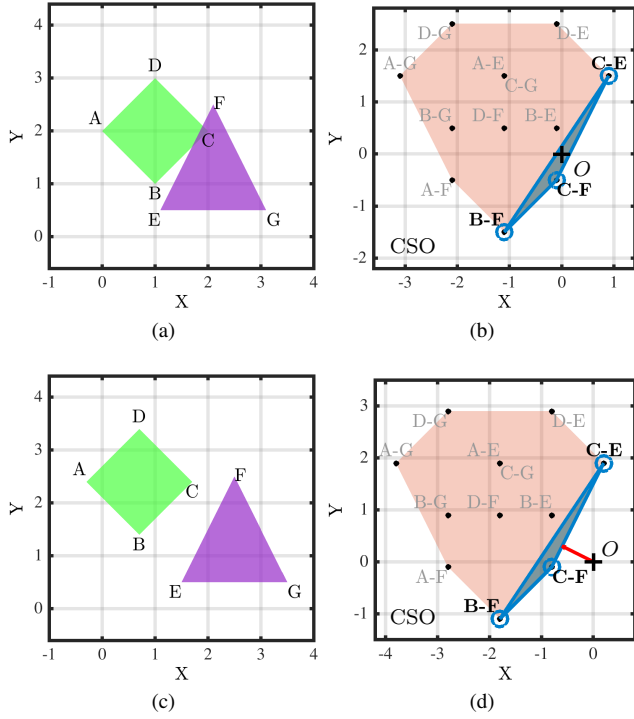 4
3
2
1
0
Y
A
D
B
C
F
E
G
-1
0
1
2
3
4
X
(a)
2
1
0
-1
-2
Y
D-G
D-E
A-G
A-E
C-G
C-E
B-G
D-F
B-E
O
A-F
C-F
B-F
CSO
-3
-2
-1
0
1
X
(b)
4
3
2
1
0
Y
D
A
C
B
F
E
G
-1
0
1
2
3
4
X
(c)
3
2
1
0
-1
Y
D-G
D-E
A-G
A-E
C-G
C-E
B-G
D-F
B-E
O
A-F
C-F
B-F
CSO
-4
-3
-2
-1
0
X
(d)